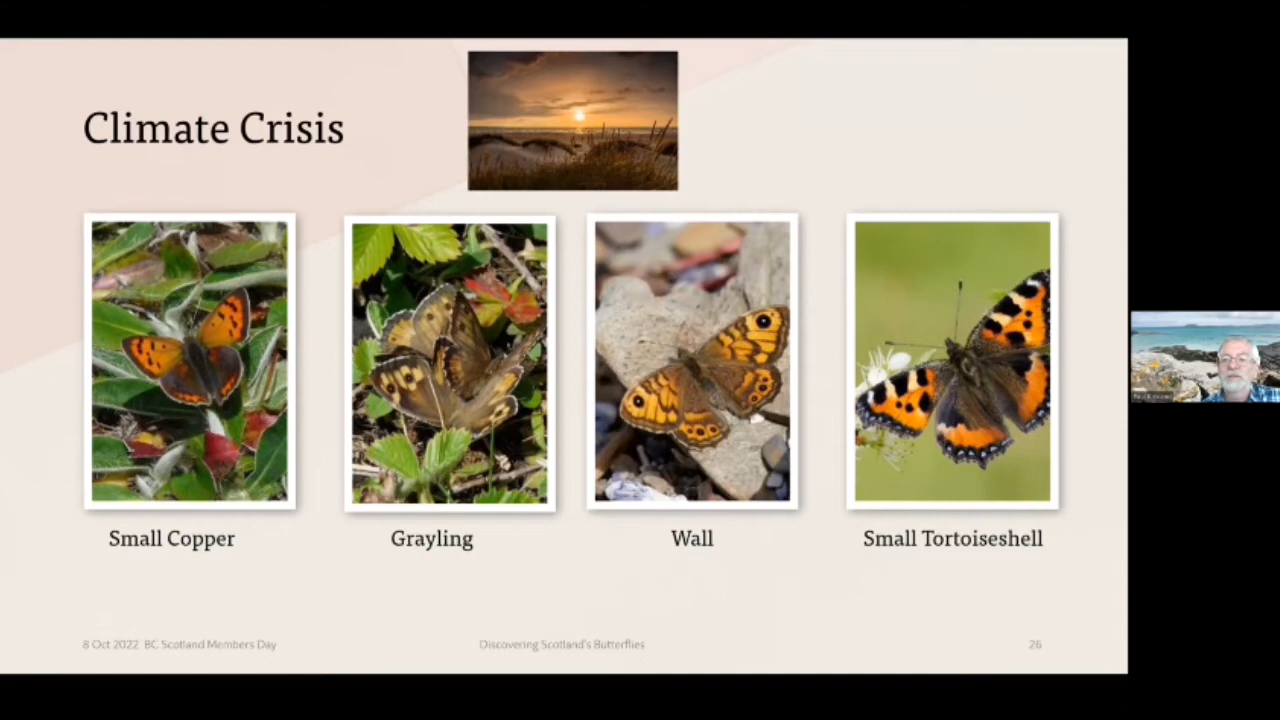 Climate Crisis
Small Copper
Grayling
Wall
Small Tortoiseshell
8 Oct 2022 BC Scotland Members Day
Discovering Scotland's Butterflies
26